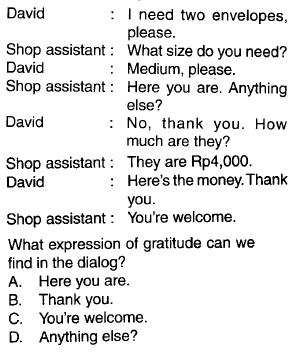 David : I need two envelopes,
please.
Shop assistant : What size do you need?
David : Medium, please.
Shop assistant : Here you are. Anything
else?
David : No, thank you. How
much are they?
Shop assistant : They are Rp4,000.
David : Here's the money. Thank
you.
Shop assistant : You're welcome.
What expression of gratitude can we
find in the dialog?
A. Here you are.
B. Thank you.
C. You're welcome.
D. Anything else?